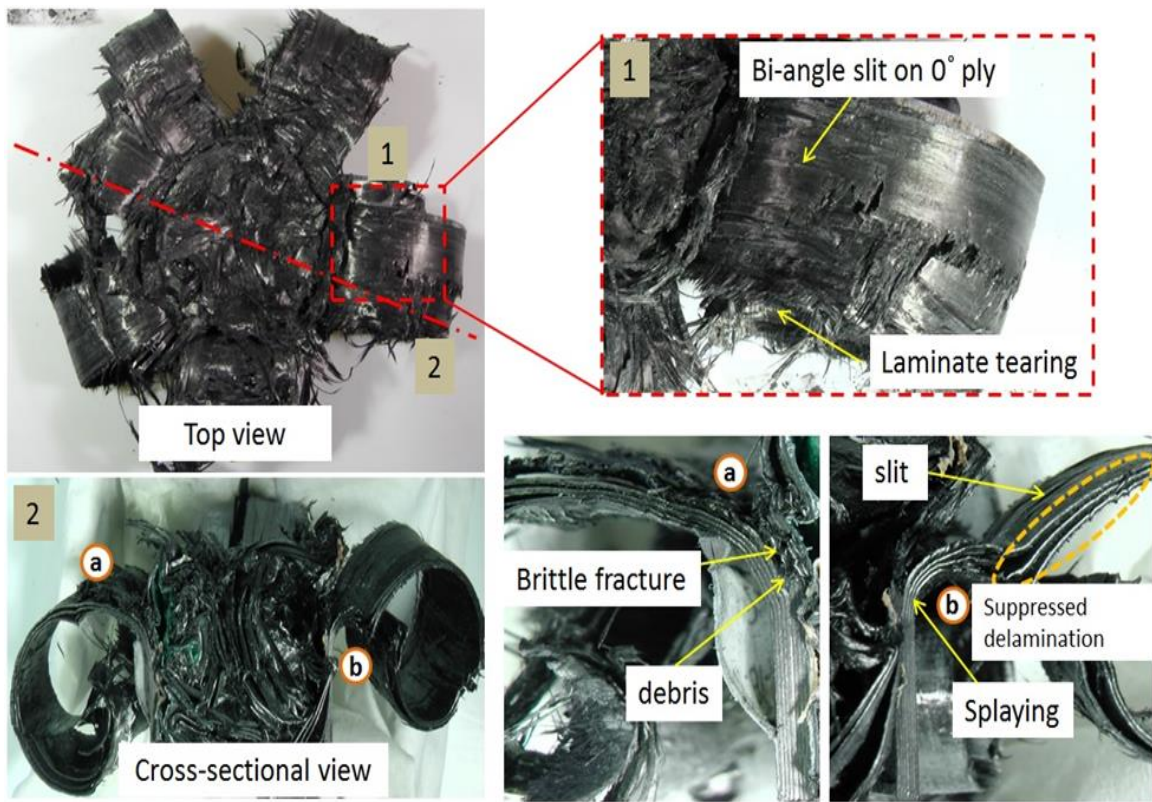 1
2
Top view
1
Bi-angle slit on 0° ply
Laminate tearing
2
a
b
Cross-sectional view
a
Brittle fracture
debris
slit
b
Suppressed
delamination
Splaying